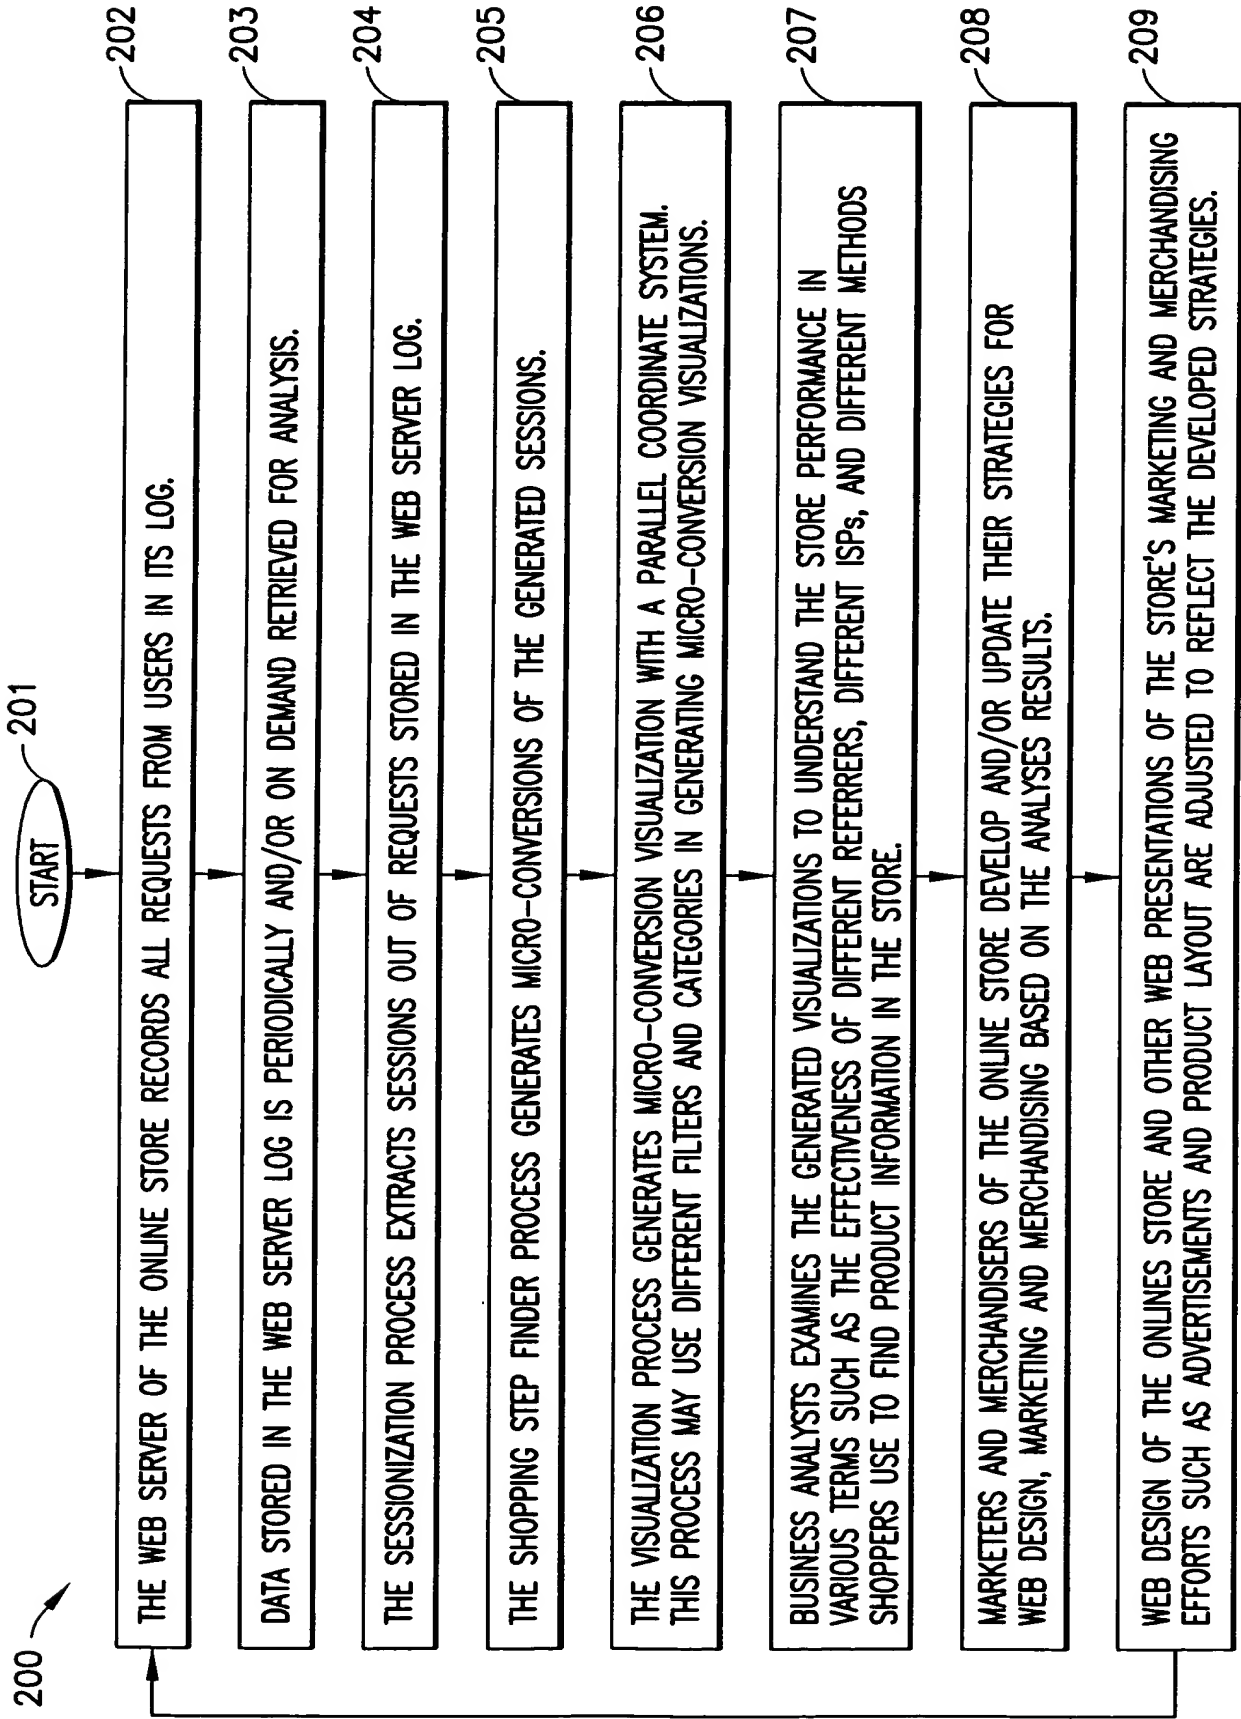 200
START
201
THE WEB SERVER OF THE ONLINE STORE RECORDS ALL REQUESTS FROM USERS IN ITS LOG.
202
DATA STORED IN THE WEB SERVER LOG IS PERIODICALLY AND/OR ON DEMAND RETRIEVED FOR ANALYSIS.
203
THE SESSIONIZATION PROCESS EXTRACTS SESSIONS OUT OF REQUESTS STORED IN THE WEB SERVER LOG.
204
THE SHOPPING STEP FINDER PROCESS GENERATES MICRO-CONVERSIONS OF THE GENERATED SESSIONS.
205
THE VISUALIZATION PROCESS GENERATES MICRO-CONVERSION VISUALIZATION WITH A PARALLEL COORDINATE SYSTEM.
THIS PROCESS MAY USE DIFFERENT FILTERS AND CATEGORIES IN GENERATING MICRO-CONVERSION VISUALIZATIONS.
206
BUSINESS ANALYSTS EXAMINES THE GENERATED VISUALIZATIONS TO UNDERSTAND THE STORE PERFORMANCE IN
VARIOUS TERMS SUCH AS THE EFFECTIVENESS OF DIFFERENT REFERRERS, DIFFERENT ISPs, AND DIFFERENT METHODS
SHOPPERS USE TO FIND PRODUCT INFORMATION IN THE STORE.
207
MARKETERS AND MERCHANDISERS OF THE ONLINE STORE DEVELOP AND/OR UPDATE THEIR STRATEGIES FOR
WEB DESIGN, MARKETING AND MERCHANDISING BASED ON THE ANALYSES RESULTS.
208
WEB DESIGN OF THE ONLINES STORE AND OTHER WEB PRESENTATIONS OF THE STORE'S MARKETING AND MERCHANDISING
EFFORTS SUCH AS ADVERTISEMENTS AND PRODUCT LAYOUT ARE ADJUSTED TO REFLECT THE DEVELOPED STRATEGIES.
209